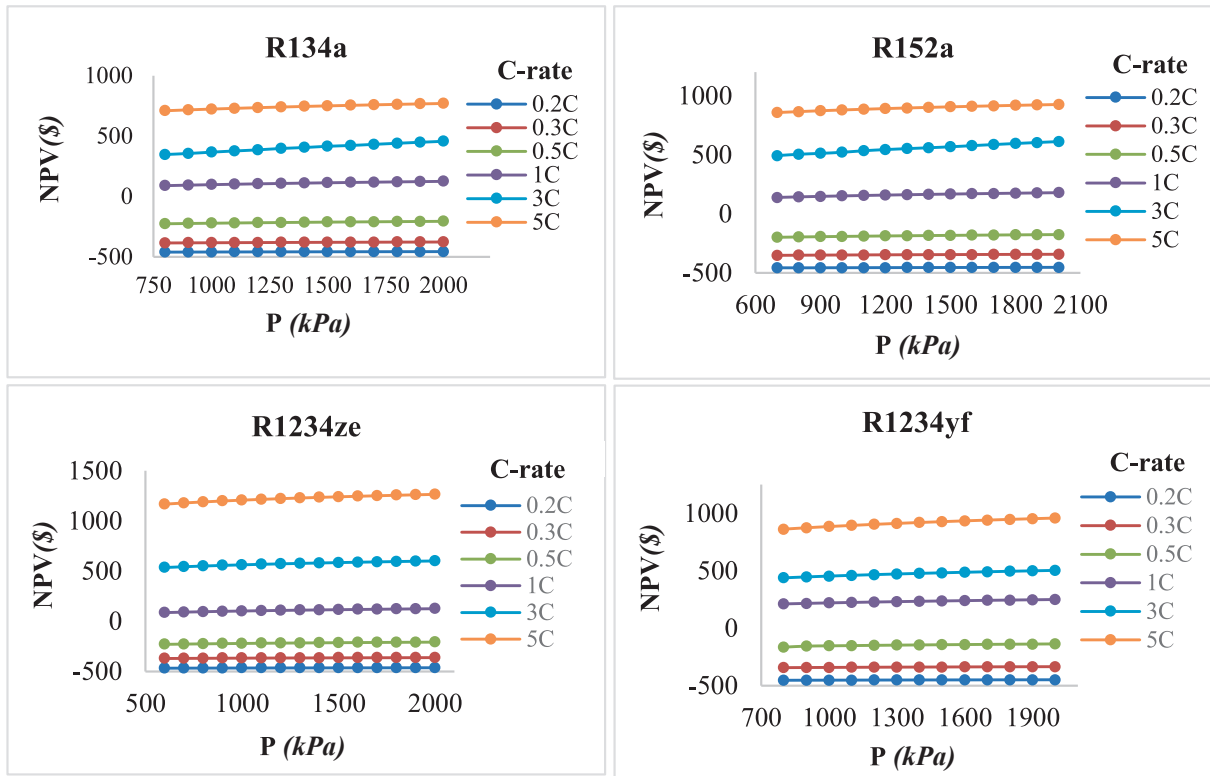 R134a
C-rate
1000
500
0
-500
NPV($)
0.2C
0.3C
0.5C
1C
3C
5C
750 1000 1250 1500 1750 2000
P (kPa)
R152a
C-rate
1000
500
0
-500
NPV($)
0.2C
0.3C
0.5C
1C
3C
5C
600 900 1200 1500 1800 2100
P (kPa)
R1234ze
C-rate
1500
1000
500
0
-500
NPV($)
0.2C
0.3C
0.5C
1C
3C
5C
500 1000 1500 2000
P (kPa)
R1234yf
C-rate
1000
500
0
-500
NPV($)
0.2C
0.3C
0.5C
1C
3C
5C
700 1000 1300 1600 1900
P (kPa)